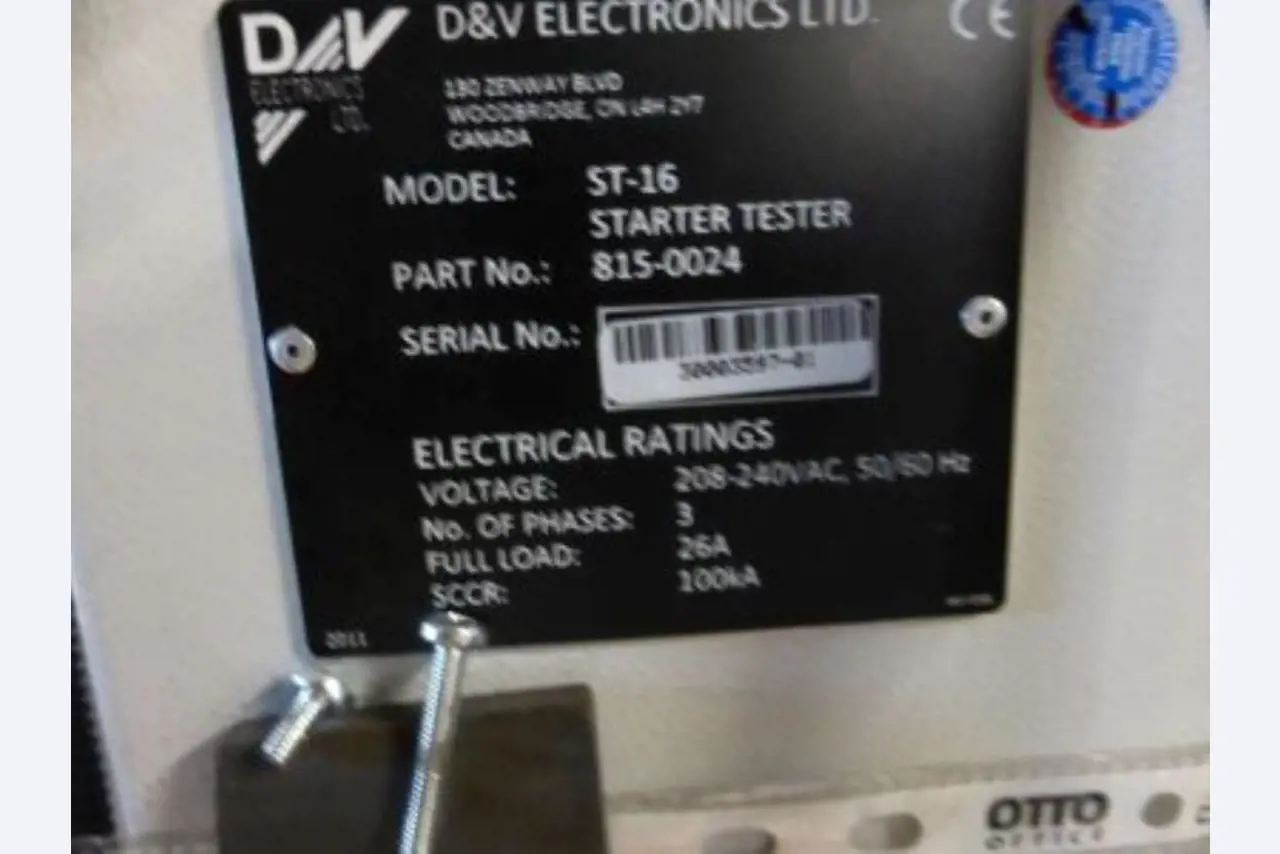 D&V
ELECTRONICS
LTD.
D&V ELECTRONICS LTD.
CE
130 ZENWAY BLVD
WOODBRIDGE, ON L4H 2Y7
CANADA
MODEL: ST-16
STARTER TESTER
PART No.: 815-0024
SERIAL No.:
ELECTRICAL RATINGS
VOLTAGE: 208-240VAC, 50/60 Hz
No. OF PHASES: 3
FULL LOAD: 26A
SCCR: 100kA
2011
OTTO
OFFICE